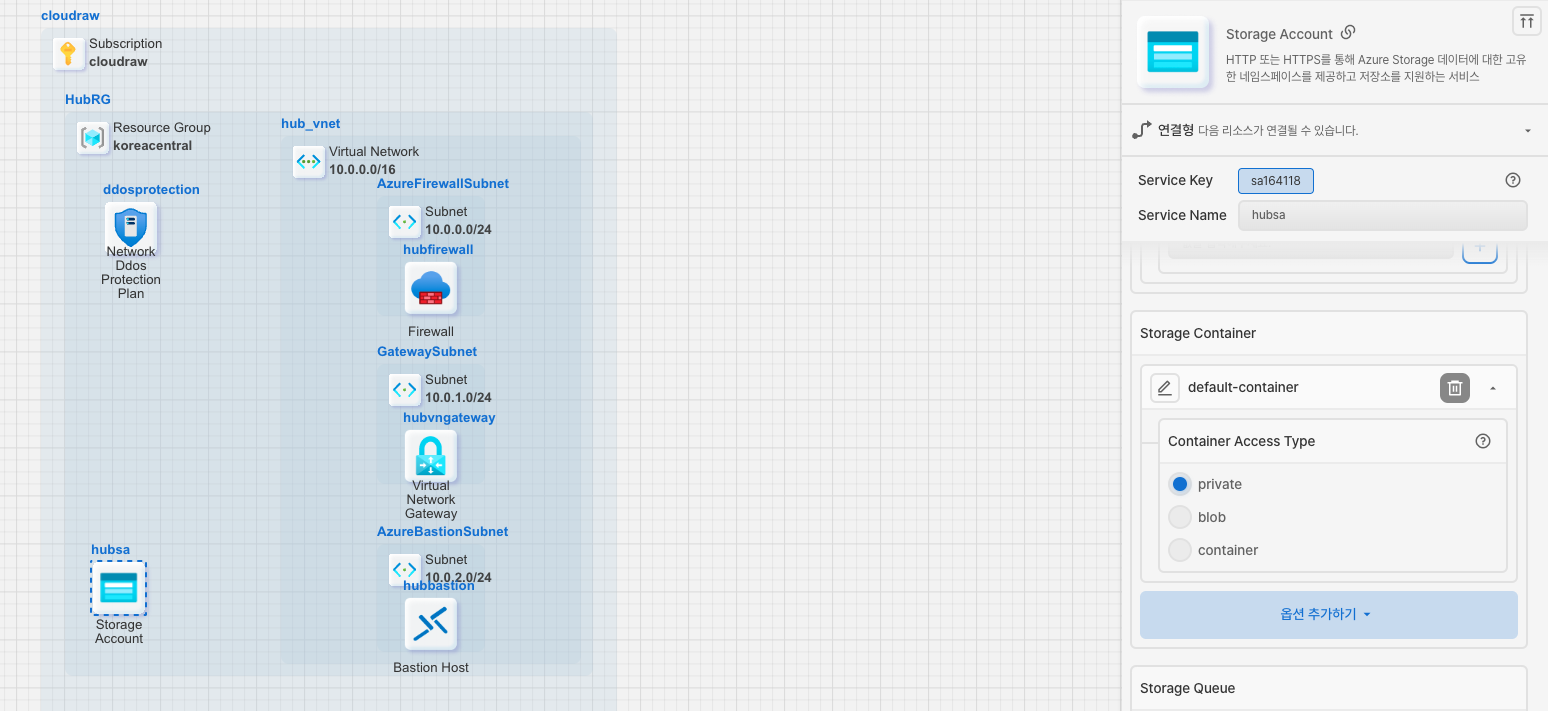 cloudraw
Subscription
cloudraw
HubRG
Resource Group
koreacentral
ddosprotection
Network
Ddos
Protection
Plan
hub_vnet
Virtual Network
10.0.0.0/16
AzureFirewallSubnet
Subnet
10.0.0.0/24
hubfirewall
Firewall
GatewaySubnet
Subnet
10.0.1.0/24
hubvngateway
Virtual
Network
Gateway
AzureBastionSubnet
Subnet
10.0.2.0/24
hubbastion
Bastion Host
hubsa
Storage
Account
Storage Account
HTTP 또는 HTTPS를 통해 Azure Storage 데이터에 대한 고유
한 네임스페이스를 제공하고 저장소를 지원하는 서비스
연결형 다음 리소스가 연결될 수 있습니다.
Service Key sa164118
Service Name hubsa
Storage Container
default-container
Container Access Type
private
blob
container
옵션 추가하기
Storage Queue